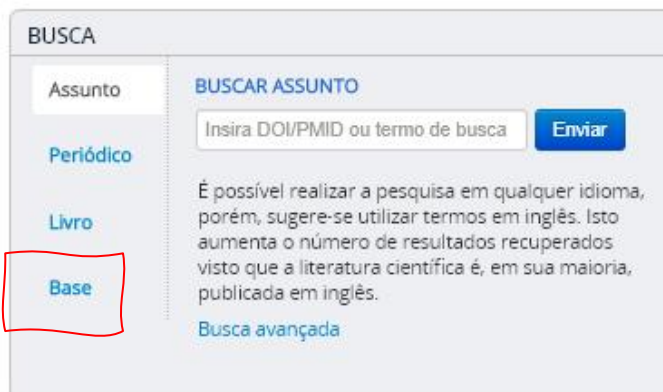 BUSCA
Assunto
Periódico
Livro
Base
BUSCAR ASSUNTO
Insira DOI/PMID ou termo de busca
Enviar
É possível realizar a pesquisa em qualquer idioma,
porém, sugere-se utilizar termos em inglês. Isto
aumenta o número de resultados recuperados
visto que a literatura científica é, em sua maioria,
publicada em inglês.
Busca avançada